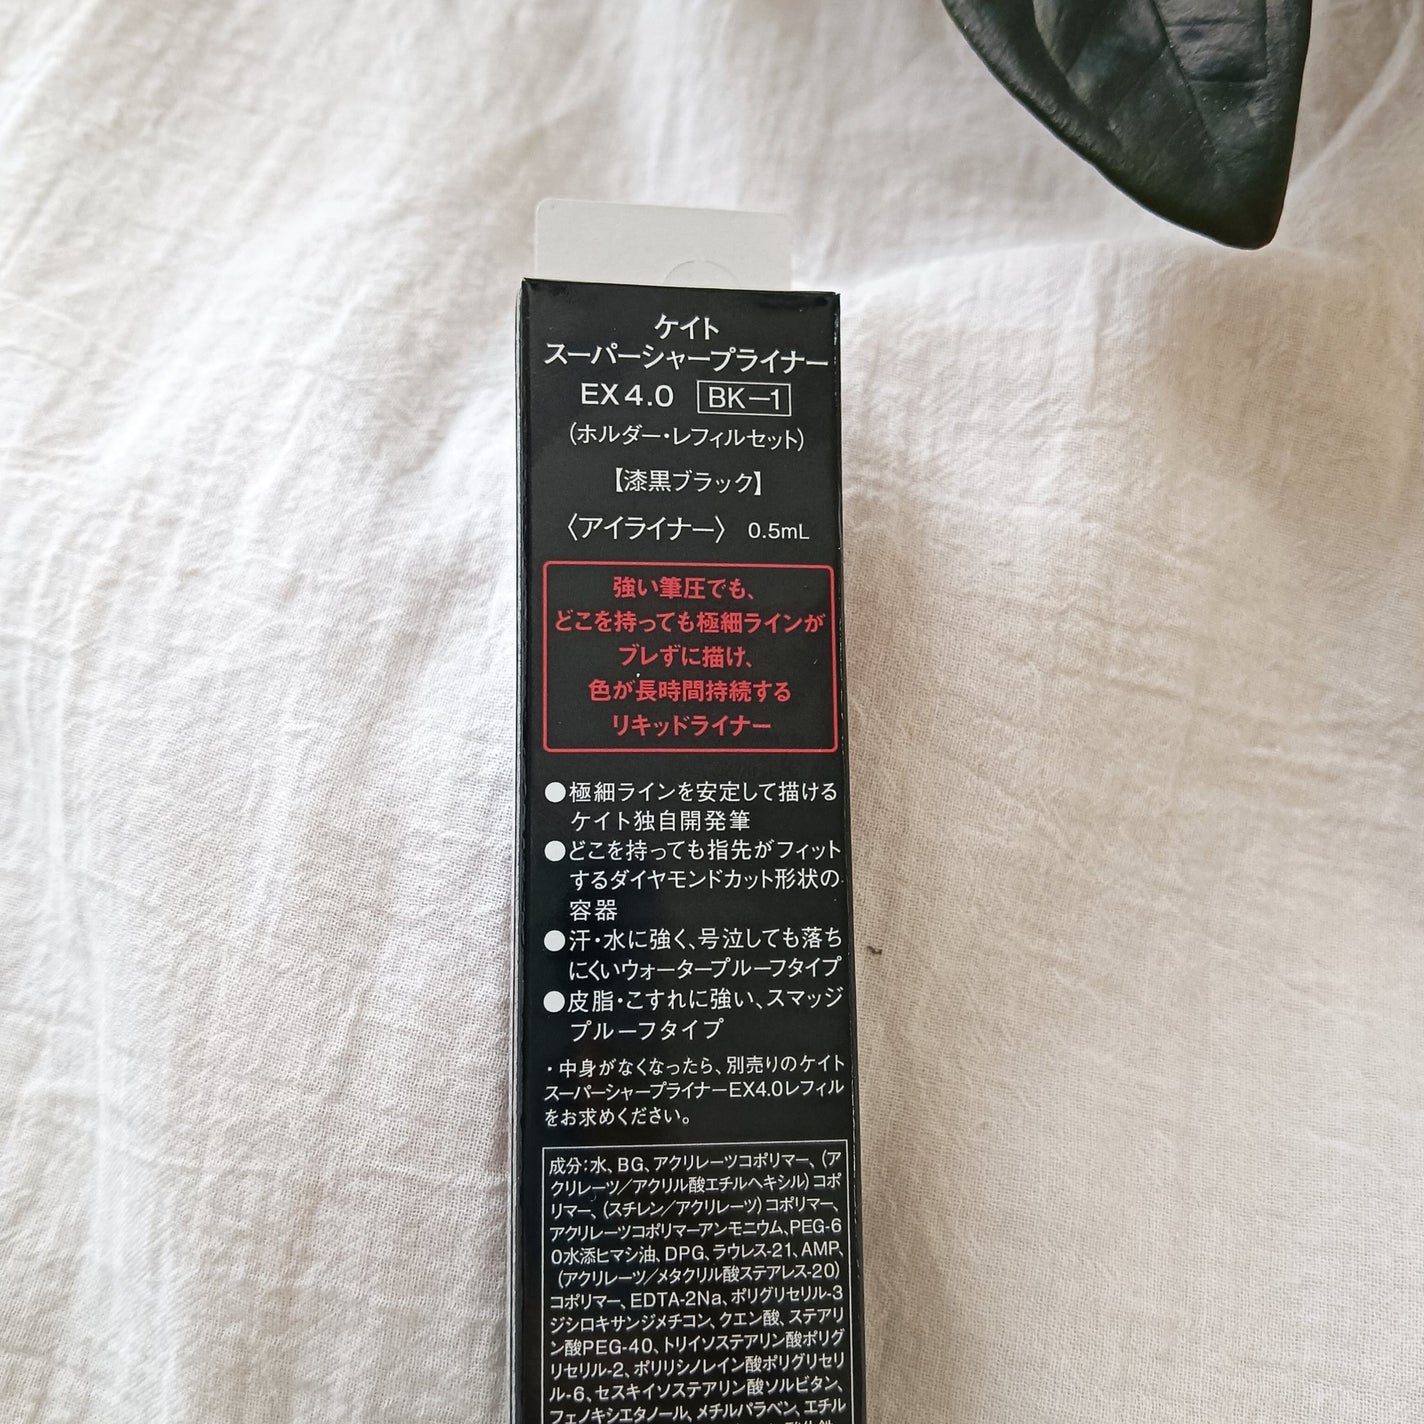 ケイト
スーパーシャープライナー
EX4.0 BK−1
(ホルダー・レフィルセット)
【漆黒ブラック】
〈アイライナー〉 0.5mL
強い筆圧でも、
どこを持っても極細ラインが
ブレずに描け、
色が長時間持続する
リキッドライナー
●極細ラインを安定して描ける
ケイト独自開発筆
●どこを持っても指先がフィット
するダイヤモンドカット形状の
容器
●汗・水に強く、号泣しても落ち
にくいウォータープルーフタイプ
●皮脂・こすれに強い、スマッジ
プルーフタイプ
・中身がなくなったら、別売りのケイト
スーパーシャープライナーEX4.0レフィル
をお求めください。
成分:水、BG、アクリレーツコポリマー、(ア
クリレーツ/アクリル酸エチルヘキシル)コポ
リマー、(スチレン/アクリレーツ)コポリマー、
アクリレーツコポリマーアンモニウム、PEG-6
0水添ヒマシ油、DPG、ラウレス-21、AMP、
(アクリレーツ/メタクリル酸ステアレス-20)
コポリマー、EDTA-2Na、ポリグリセリル-3
ジシロキサンジメチコン、クエン酸、ステアリ
ン酸PEG-40、トリイソステアリン酸ポリグ
リセリル-2、ポリリシノレイン酸ポリグリセリ
ル-6、セスキイソステアリン酸ソルビタン、
フェノキシエタノール、メチルパラベン、エチル